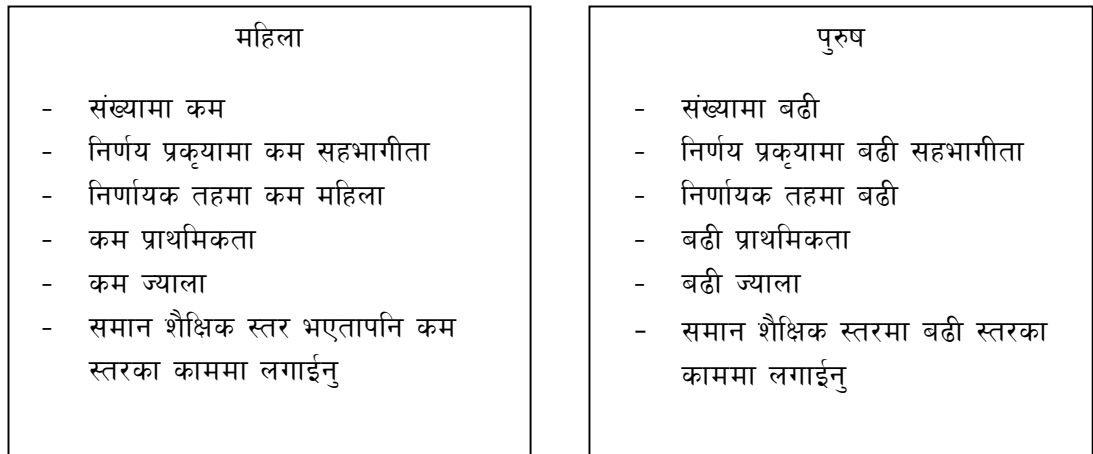 महिला
- संख्यामा कम
- निर्णय प्रकृयामा कम सहभागीता
- निर्णायक तहमा कम महिला
- कम प्राथमिकता
- कम ज्याला
- समान शैक्षिक स्तर भएतापनि कम
स्तरका काममा लगाईनु
पुरुष
- संख्यामा बढी
- निर्णय प्रकृयामा बढी सहभागीता
- निर्णायक तहमा बढी
- बढी प्राथमिकता
- बढी ज्याला
- समान शैक्षिक स्तरमा बढी स्तरका
काममा लगाईनु